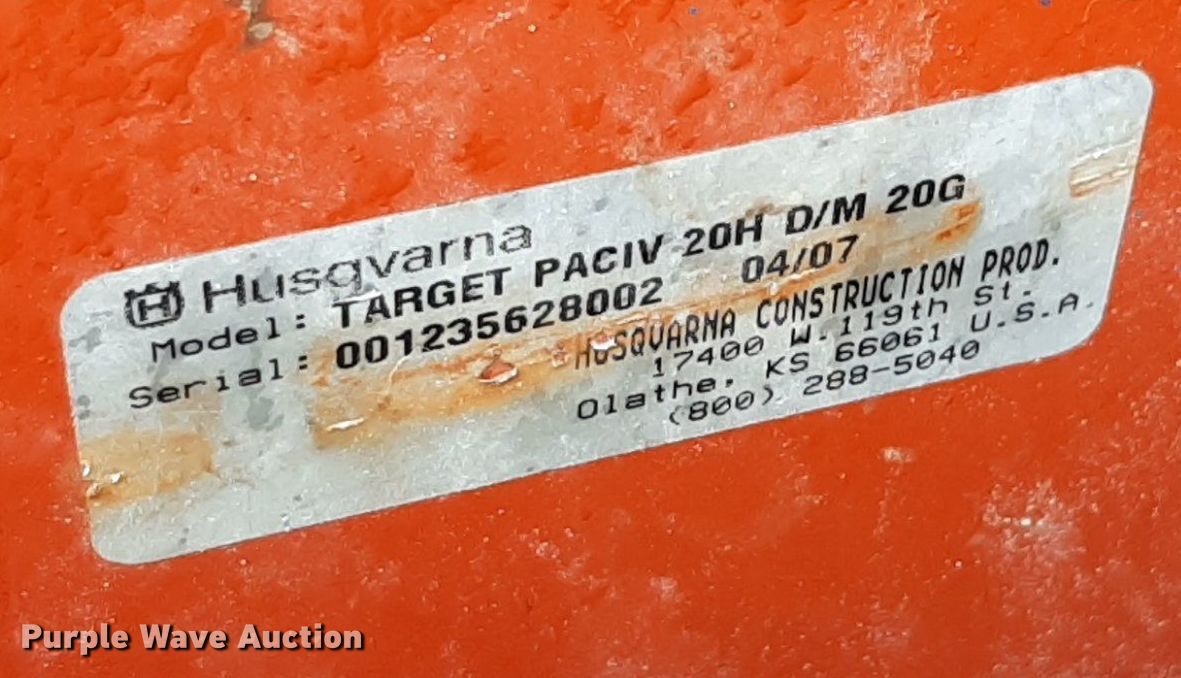 Husqvarna
Model: TARGET PACIV 20H D/M 20G
Serial: 001235628002 04/07
HUSQVARNA CONSTRUCTION PROD.
17400 W.119th St.
Olathe, KS 66061 U.S.A.
(800) 288-5040
Purple Wave Auction